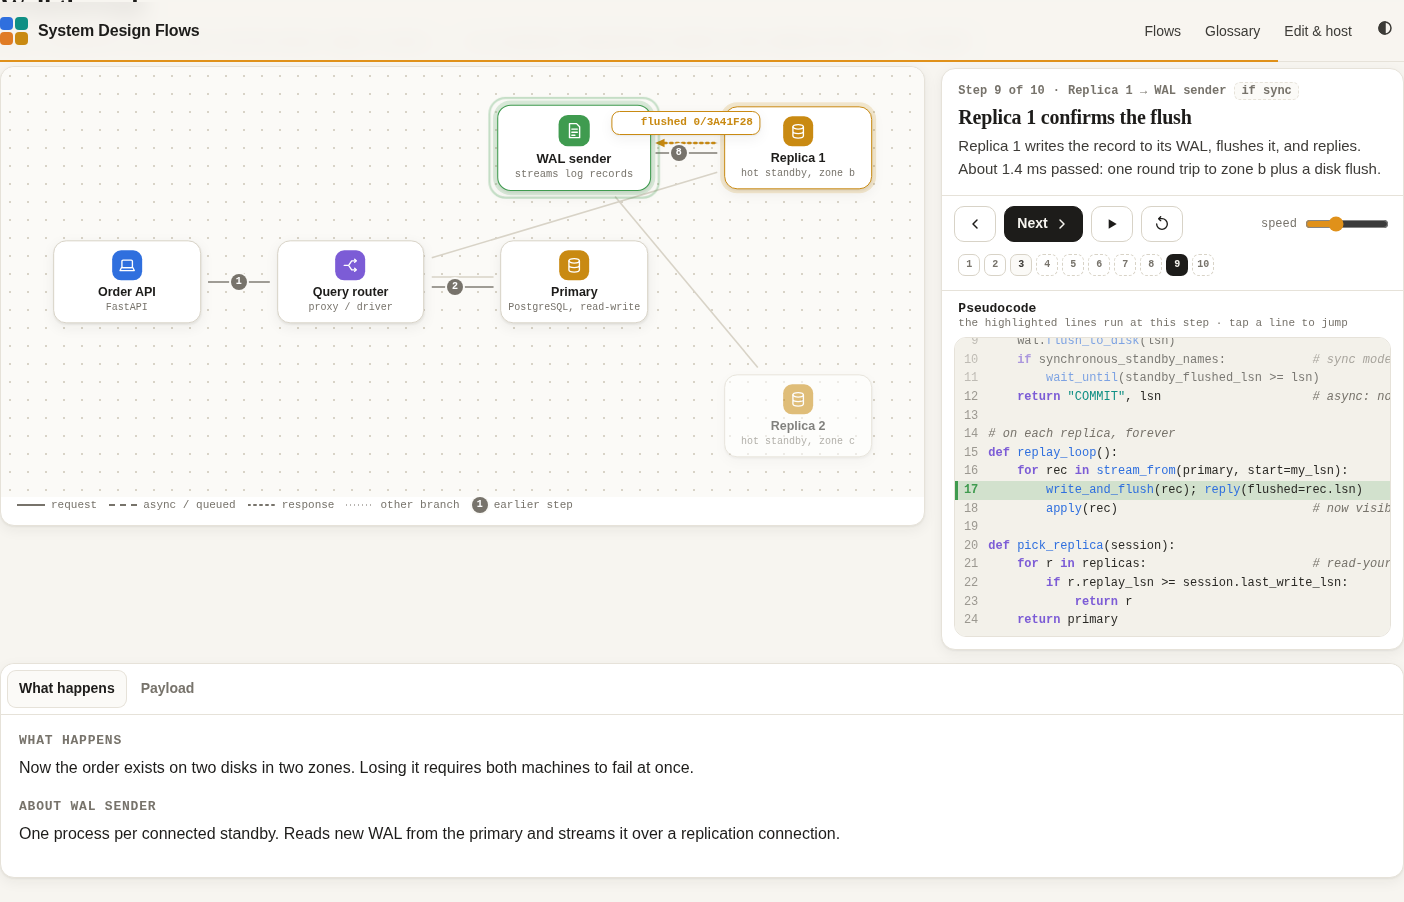 System Design Flows
Flows
Glossary
Edit & host
WAL sender
streams log records
flushed 0/3A41F28
8
Replica 1
hot standby, zone b
Order API
FastAPI
1
Query router
proxy / driver
2
Primary
PostgreSQL, read-write
Replica 2
hot standby, zone c
request
async / queued
response
other branch
1
earlier step
Step 9 of 10 · Replica 1 → WAL sender if sync
Replica 1 confirms the flush
Replica 1 writes the record to its WAL, flushes it, and replies.
About 1.4 ms passed: one round trip to zone b plus a disk flush.
Next
speed
1 2 3 4 5 6 7 8 9 10
Pseudocode
the highlighted lines run at this step · tap a line to jump
9 wal.flush_to_disk(lsn)
10 if synchronous_standby_names: # sync mode
11 wait_until(standby_flushed_lsn >= lsn)
12 return "COMMIT", lsn # async: no
13
14 # on each replica, forever
15 def replay_loop():
16 for rec in stream_from(primary, start=my_lsn):
17 write_and_flush(rec); reply(flushed=rec.lsn)
18 apply(rec) # now visib
19
20 def pick_replica(session):
21 for r in replicas: # read-your
22 if r.replay_lsn >= session.last_write_lsn:
23 return r
24 return primary
What happens
Payload
WHAT HAPPENS
Now the order exists on two disks in two zones. Losing it requires both machines to fail at once.
ABOUT WAL SENDER
One process per connected standby. Reads new WAL from the primary and streams it over a replication connection.